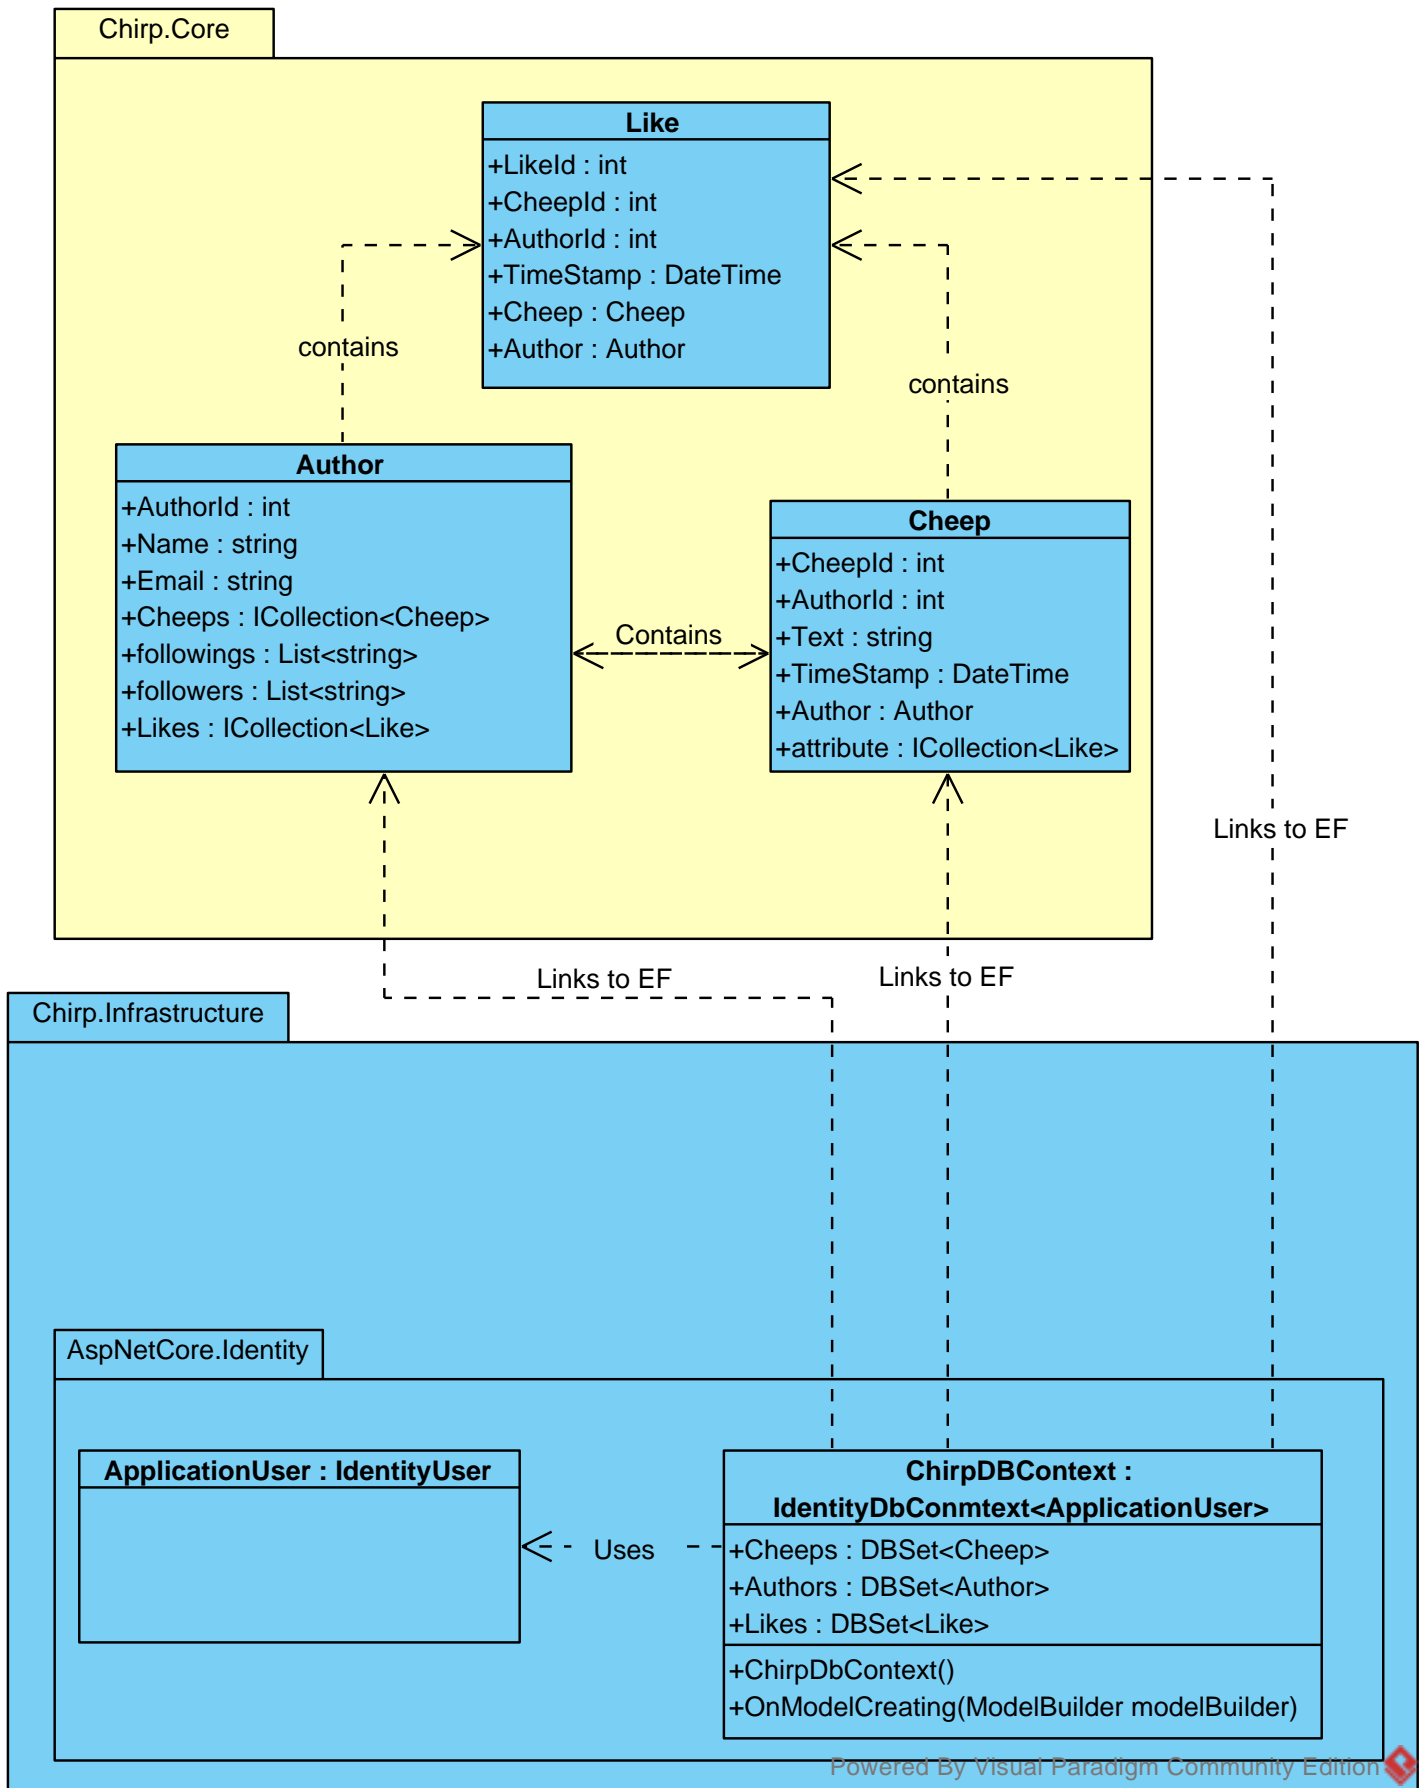 Chirp.Core
Like
+LikeId : int
+CheepId : int
+AuthorId : int
+TimeStamp : DateTime
+Cheep : Cheep
+Author : Author
contains
contains
Author
+AuthorId : int
+Name : string
+Email : string
+Cheeps : ICollection<Cheep>
+followings : List<string>
+followers : List<string>
+Likes : ICollection<Like>
Contains
Cheep
+CheepId : int
+AuthorId : int
+Text : string
+TimeStamp : DateTime
+Author : Author
+attribute : ICollection<Like>
Links to EF
Links to EF
Links to EF
Chirp.Infrastructure
AspNetCore.Identity
ApplicationUser : IdentityUser
Uses
ChirpDBContext :
IdentityDbConmtext<ApplicationUser>
+Cheeps : DBSet<Cheep>
+Authors : DBSet<Author>
+Likes : DBSet<Like>
+ChirpDbContext()
+OnModelCreating(ModelBuilder modelBuilder)
Powered By Visual Paradigm Community Edition